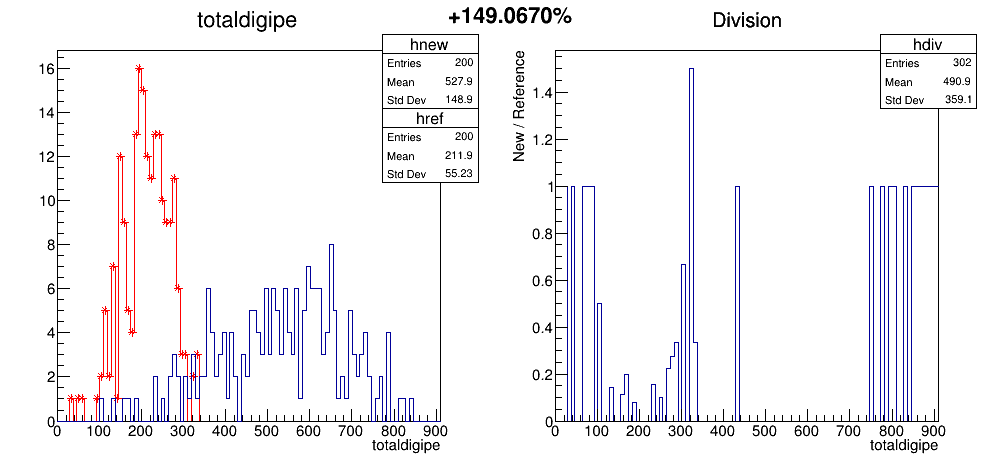 totaldigipe
+149.0670%
Division
hnew
Entries 200
Mean 527.9
Std Dev 148.9
href
Entries 200
Mean 211.9
Std Dev 55.23
16
14
12
10
8
6
4
2
0
0 100 200 300 400 500 600 700 800 900
totaldigipe
hdiv
Entries 302
Mean 490.9
Std Dev 359.1
New / Reference
1.4
1.2
1
0.8
0.6
0.4
0.2
0
0 100 200 300 400 500 600 700 800 900
totaldigipe